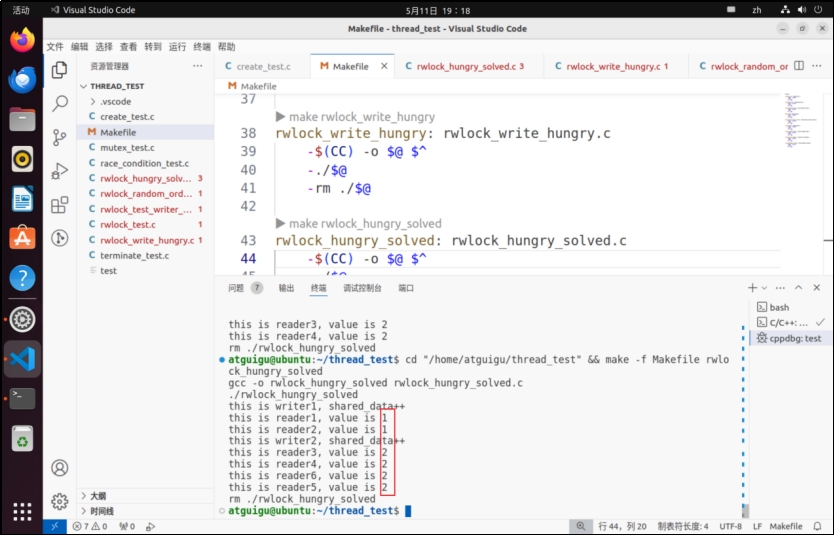 活动
Visual Studio Code
5月11日 19：18
zh
Makefile - thread_test - Visual Studio Code
文件 编辑 选择 查看 转到 运行 终端 帮助
资源管理器
THREAD_TEST
.vscode
C create_test.c
M Makefile
C mutex_test.c
C race_condition_test.c
C rwlock_hungry_solv... 3
C rwlock_random_ord... 1
C rwlock_test_writer_... 1
C rwlock_test.c 1
C rwlock_write_hungry.c 1
C terminate_test.c
test
大纲
时间线
C create_test.c
M Makefile
C rwlock_hungry_solved.c 3
C rwlock_write_hungry.c 1
C rwlock_random_or
M Makefile
37
make rwlock_write_hungry
38 rwlock_write_hungry: rwlock_write_hungry.c
39 -$(CC) -o $@ $^
40 -./$@
41 -rm ./$@
42
make rwlock_hungry_solved
43 rwlock_hungry_solved: rwlock_hungry_solved.c
44 -$(CC) -o $@ $^
45 -./$@
问题 7 输出 终端 调试控制台 端口
this is reader3, value is 2
this is reader4, value is 2
rm ./rwlock_hungry_solved
atguigu@ubuntu:~/thread_test$ cd "/home/atguigu/thread_test" && make -f Makefile rwlo
ck_hungry_solved
gcc -o rwlock_hungry_solved rwlock_hungry_solved.c
./rwlock_hungry_solved
this is writer1, shared_data++
this is reader1, value is 1
this is reader2, value is 1
this is writer2, shared_data++
this is reader3, value is 2
this is reader4, value is 2
this is reader6, value is 2
this is reader5, value is 2
rm ./rwlock_hungry_solved
atguigu@ubuntu:~/thread_test$
bash
C/C++: ...
cppdbg: test
7 0 0
行 44，列 20 制表符长度: 4 UTF-8 LF Makefile